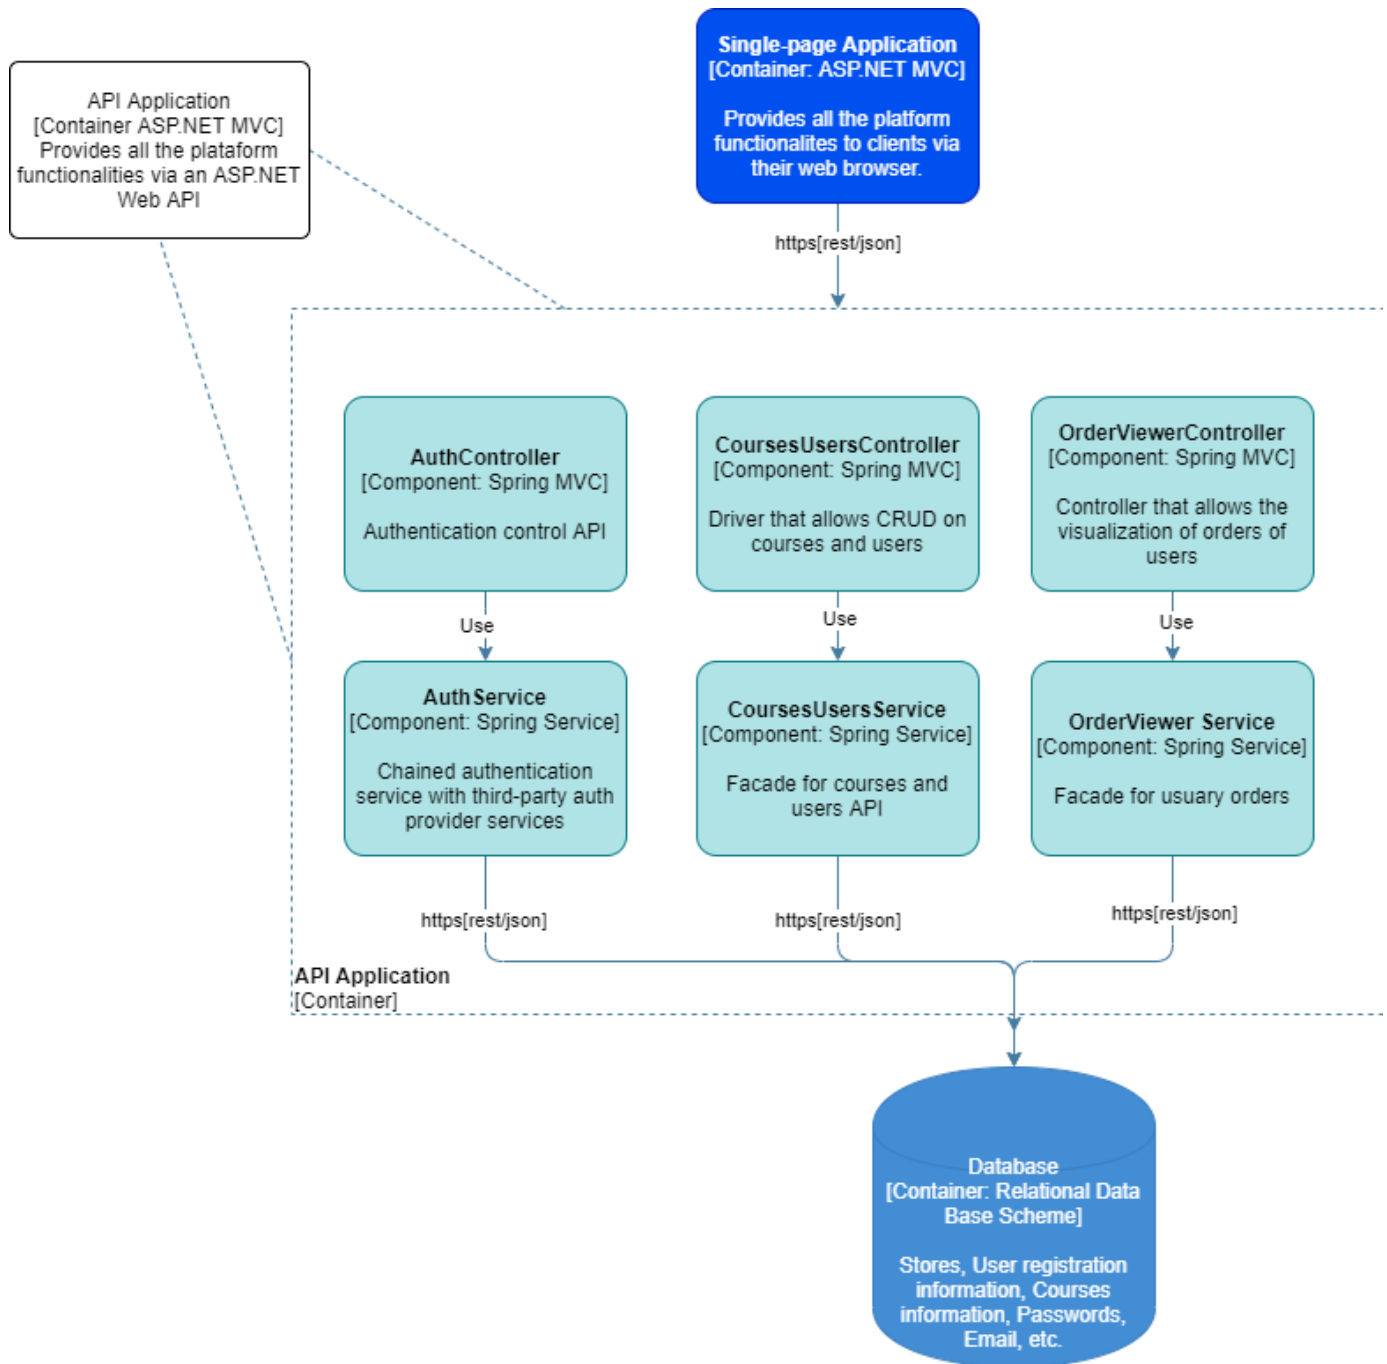 Single-page Application
[Container: ASP.NET MVC]
Provides all the platform
functionalites to clients via
their web browser.
API Application
[Container ASP.NET MVC]
Provides all the plataform
functionalities via an ASP.NET
Web API
https[rest/json]
AuthController
[Component: Spring MVC]
Authentication control API
CoursesUsersController
[Component: Spring MVC]
Driver that allows CRUD on
courses and users
OrderViewerController
[Component: Spring MVC]
Controller that allows the
visualization of orders of
users
Use
Use
Use
AuthService
[Component: Spring Service]
Chained authentication
service with third-party auth
provider services
CoursesUsersService
[Component: Spring Service]
Facade for courses and
users API
OrderViewer Service
[Component: Spring Service]
Facade for usuary orders
https[rest/json]
https[rest/json]
https[rest/json]
API Application
[Container]
Database
[Container: Relational Data
Base Scheme]
Stores, User registration
information, Courses
information, Passwords,
Email, etc.